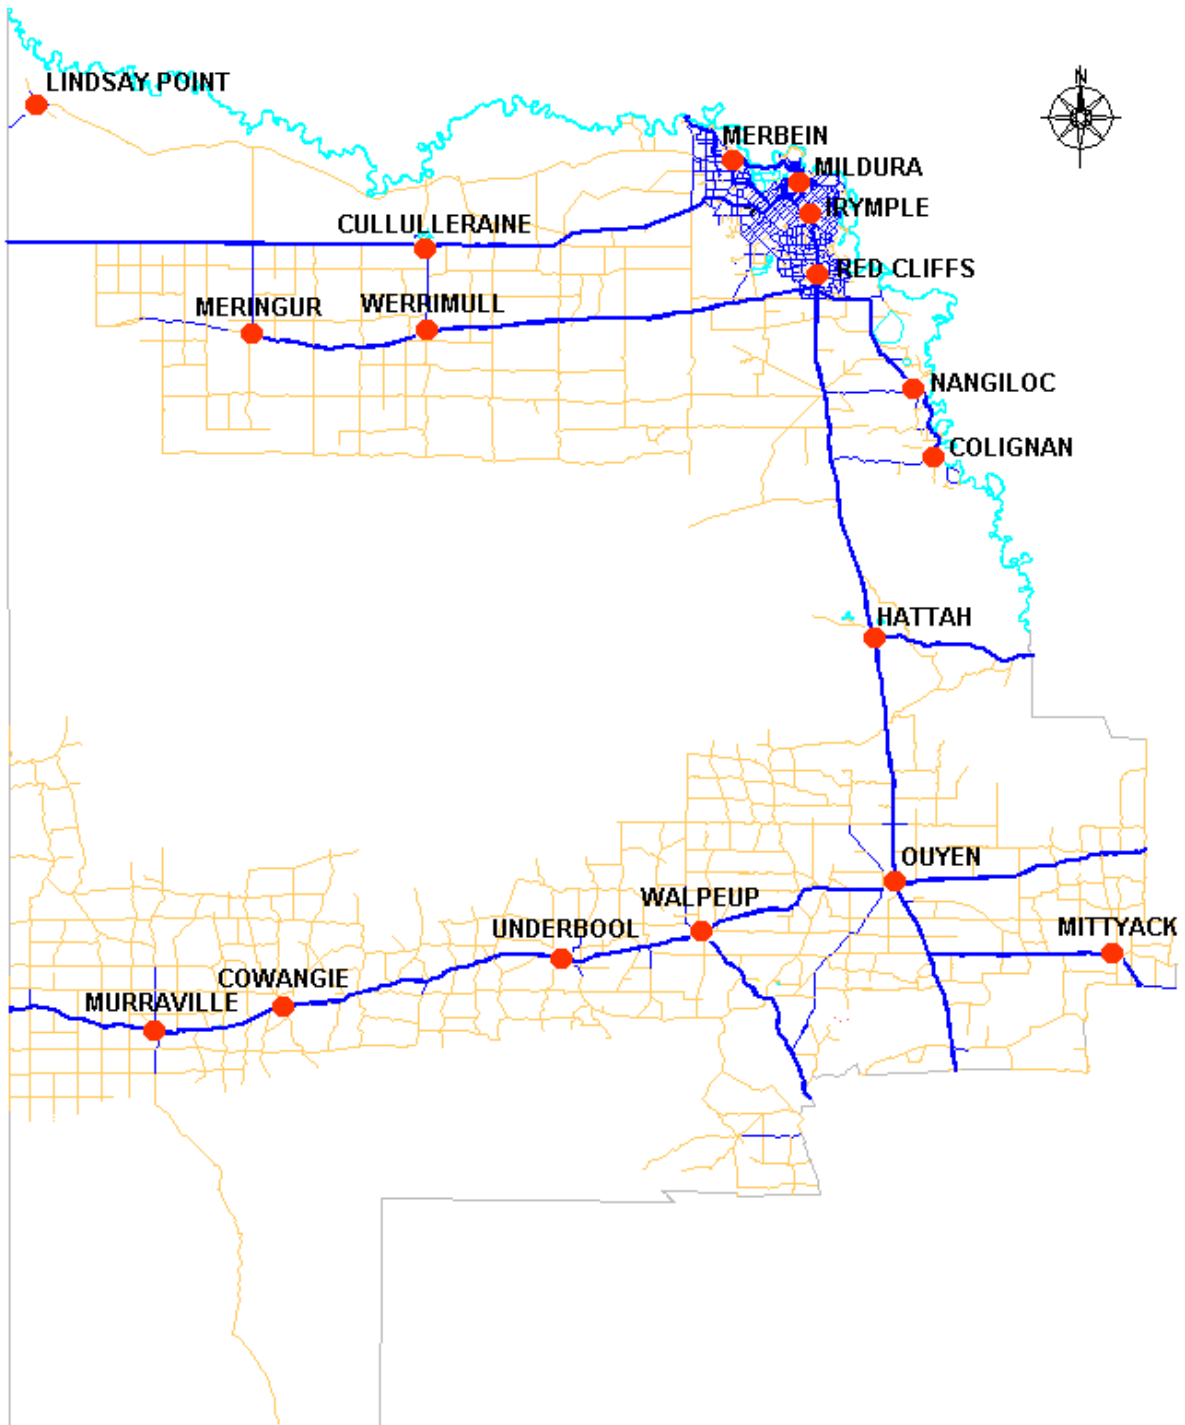 N
LINDSAY POINT
MERBEIN
MILDURA
IRYMPLE
CULLULLERAINE
RED CLIFFS
MERINGUR
WERRIMULL
NANGILOC
COLIGNAN
HATTAH
OUYEN
WALPEUP
MITTYACK
UNDERBOOL
COWANGIE
MURRAVILLE